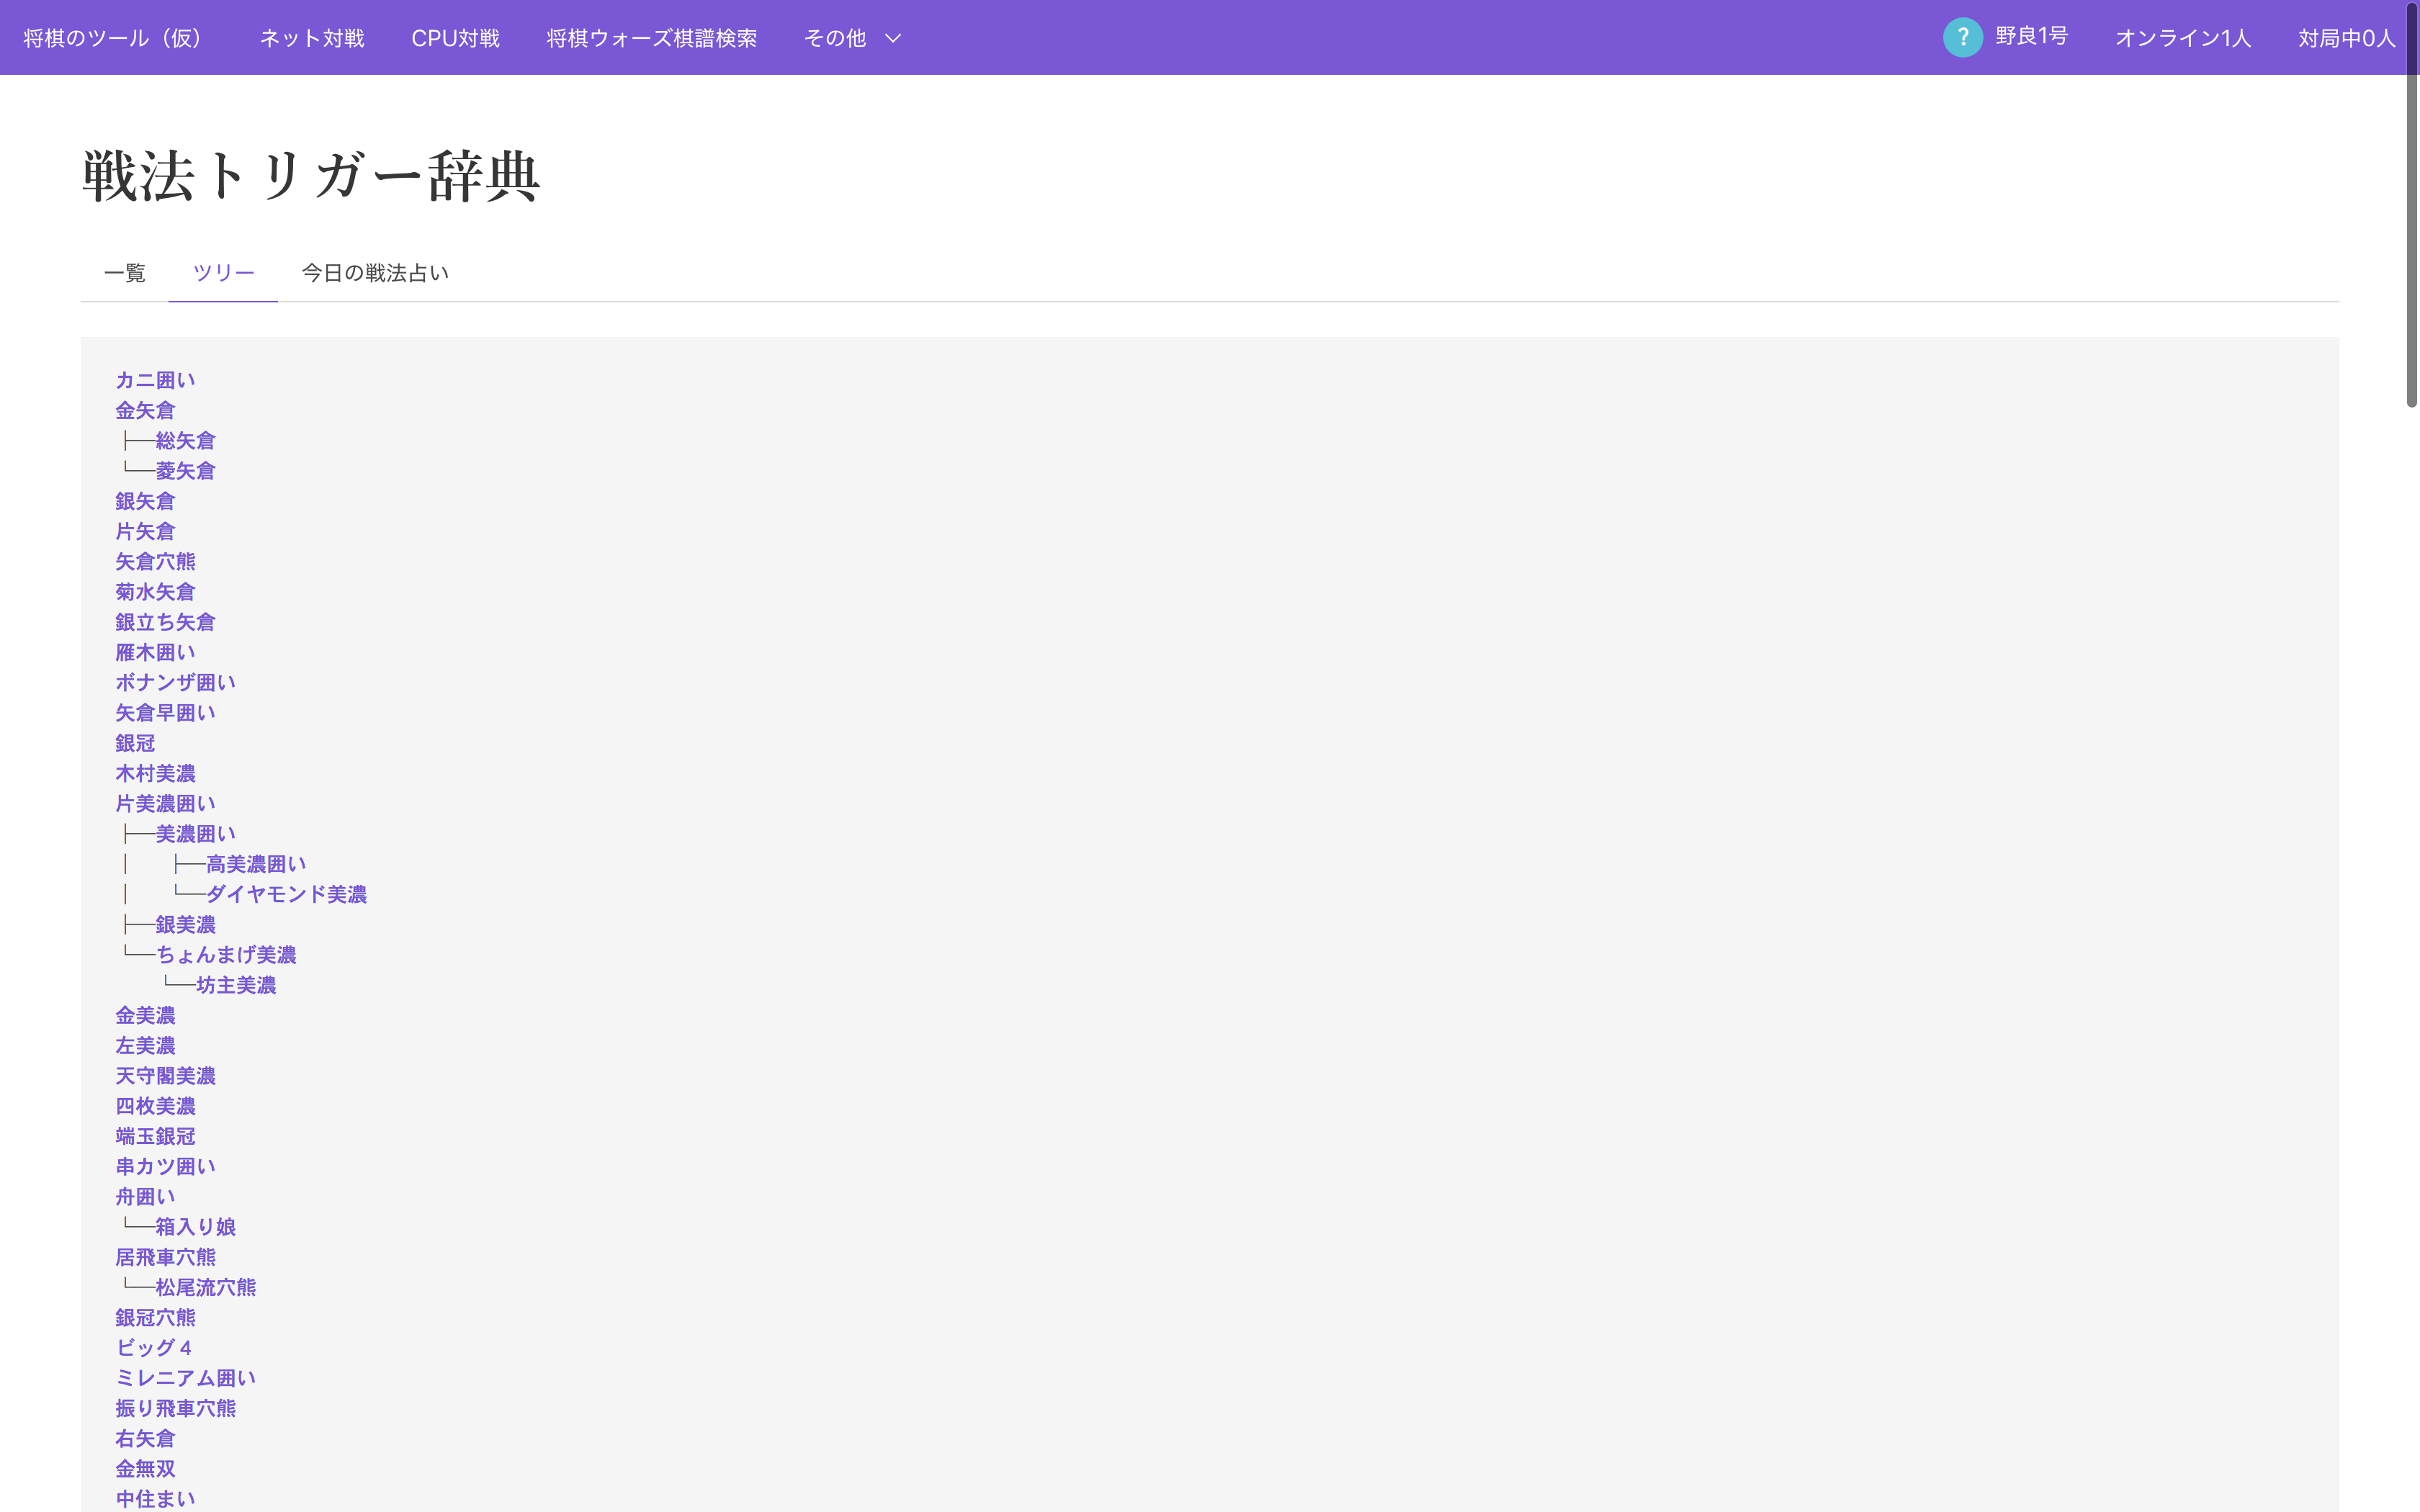 将棋のツール（仮） ネット対戦 CPU対戦 将棋ウォーズ棋譜検索 その他 ? 野良1号 オンライン1人 対局中0人
戦法トリガー辞典
一覧 ツリー 今日の戦法占い
カニ囲い
金矢倉
├──総矢倉
└──菱矢倉
銀矢倉
片矢倉
矢倉穴熊
菊水矢倉
銀立ち矢倉
雁木囲い
ボナンザ囲い
矢倉早囲い
銀冠
木村美濃
片美濃囲い
├──美濃囲い
│   ├──高美濃囲い
│   └──ダイヤモンド美濃
├──銀美濃
└──ちょんまげ美濃
    └──坊主美濃
金美濃
左美濃
天守閣美濃
四枚美濃
端玉銀冠
串カツ囲い
舟囲い
└──箱入り娘
居飛車穴熊
└──松尾流穴熊
銀冠穴熊
ビッグ４
ミレニアム囲い
振り飛車穴熊
右矢倉
金無双
中住まい